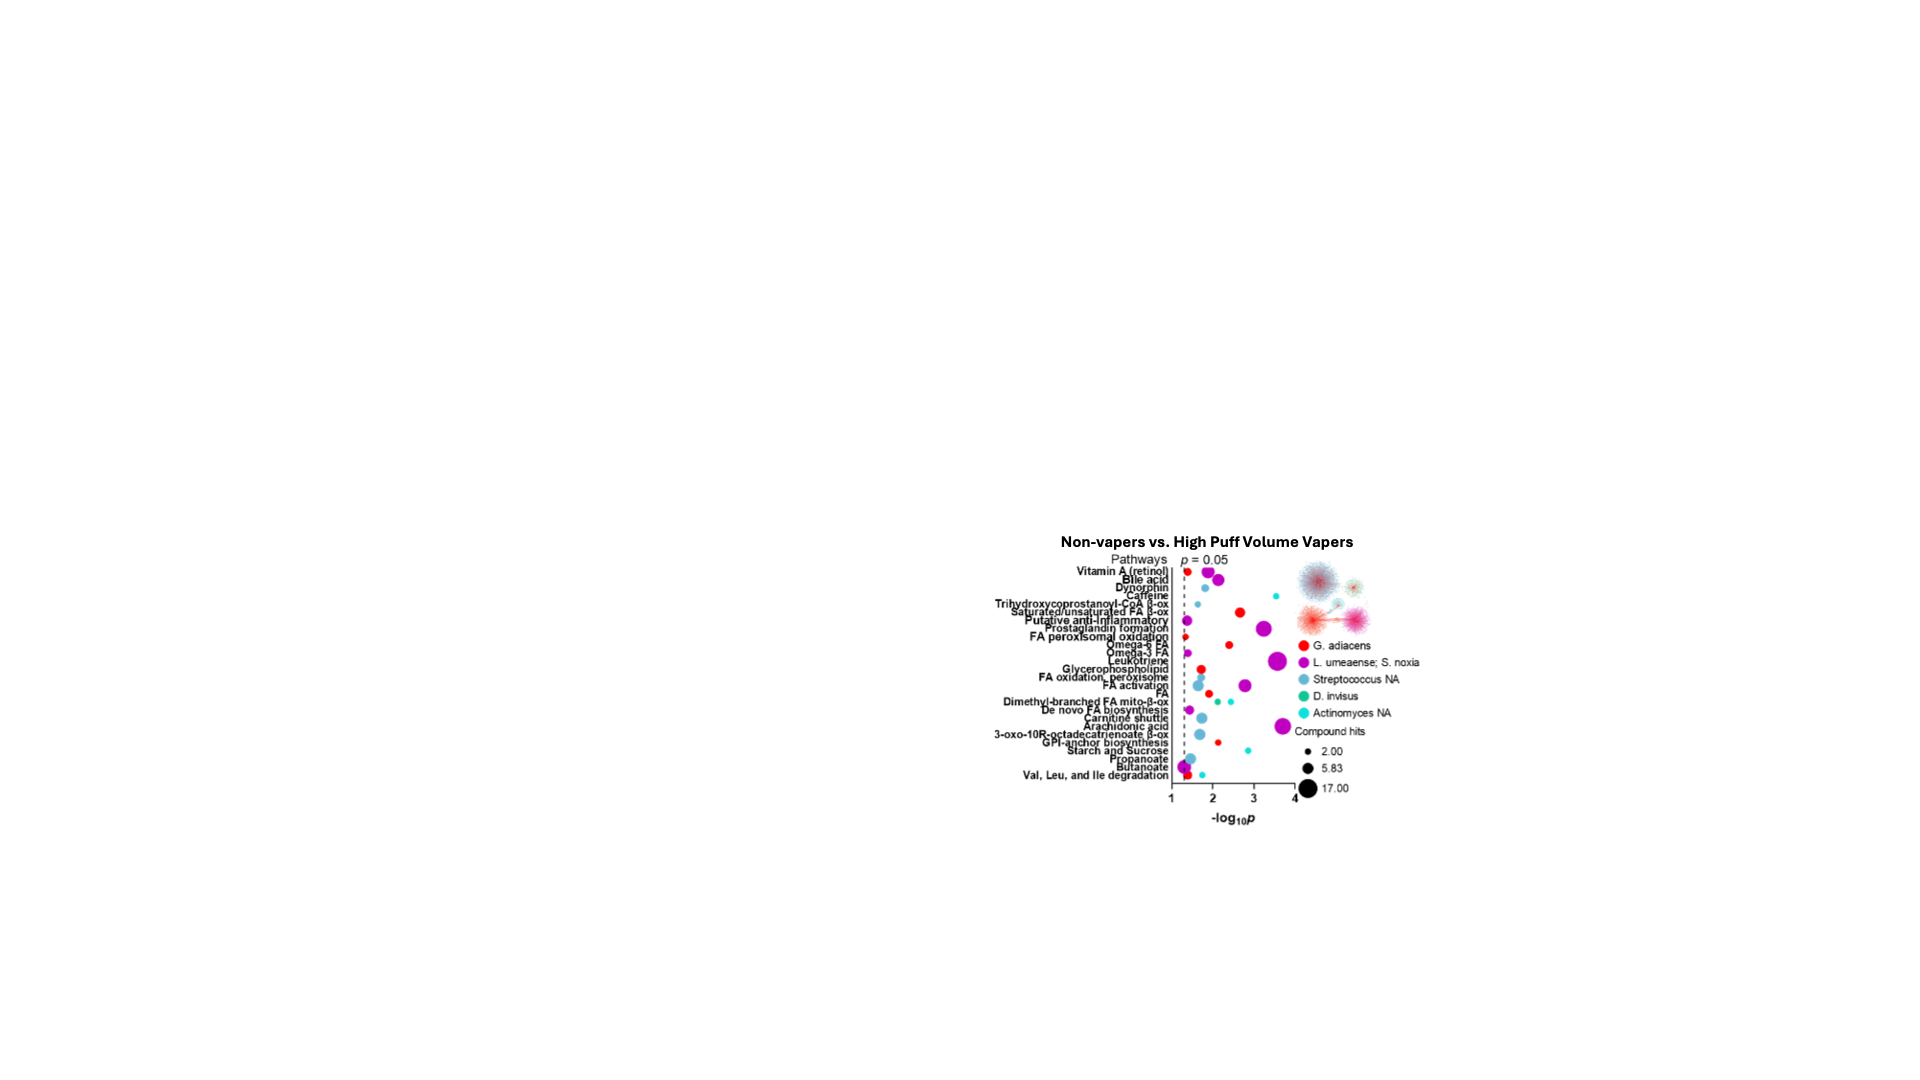 Non-vapers vs. High Puff Volume Vapers
Pathways p = 0.05
Vitamin A (retinol)
Bile acid
Dynorphin
Caffeine
Trihydroxycoprostanoyl-CoA β-ox
Saturated/unsaturated FA β-ox
Putative anti-Inflammatory
Prostaglandin formation
FA peroxisomal oxidation
Omega-6 FA
Omega-3 FA
Leukotriene
Glycerophospholipid
FA oxidation, peroxisome
FA activation
FA
Dimethyl-branched FA mito-β-ox
De novo FA biosynthesis
Carnitine shuttle
Arachidonic acid
3-oxo-10R-octadecatrienoate β-ox
GPI-anchor biosynthesis
Starch and Sucrose
Propanoate
Butanoate
Val, Leu, and Ile degradation
1 2 3 4
-log₁₀p
G. adiacens
L. umeaense; S. noxia
Streptococcus NA
D. invisus
Actinomyces NA
Compound hits
2.00
5.83
17.00